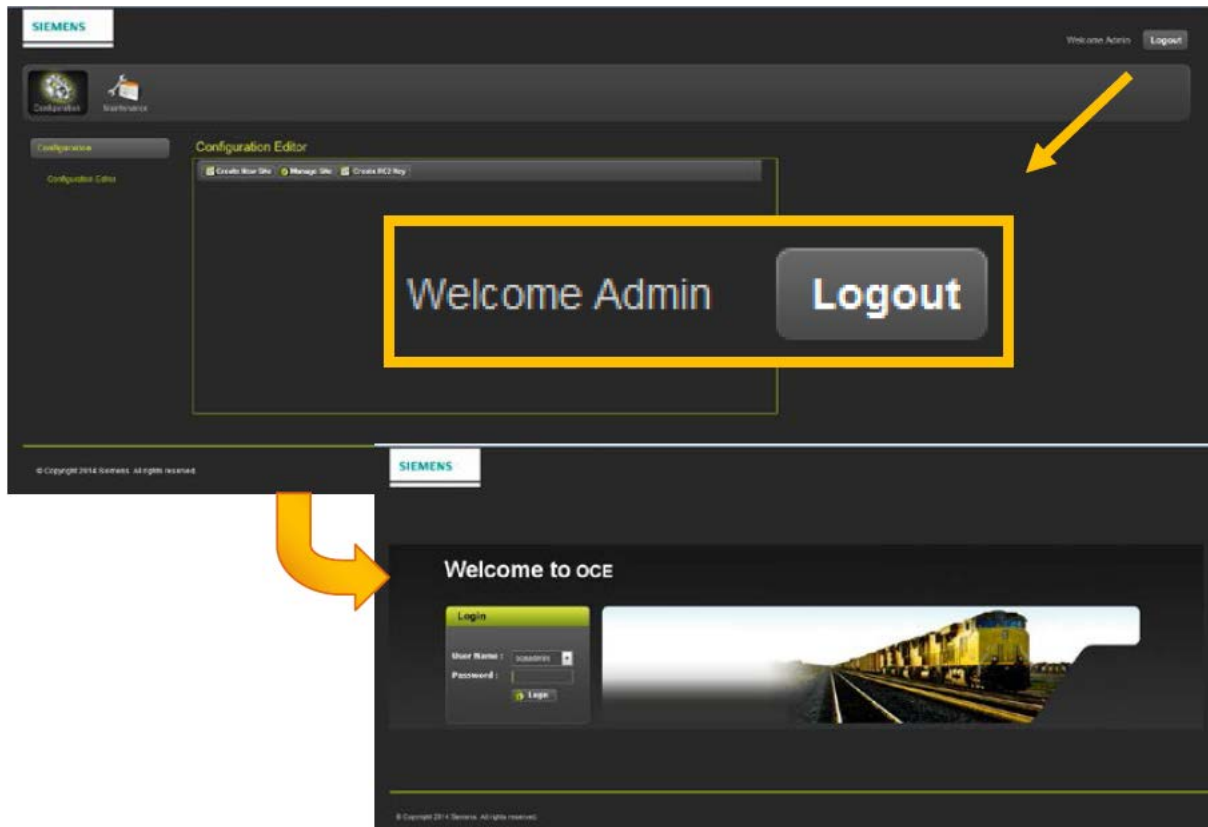 SIEMENS
Welcome Admin Logout
Configuration Maintenance
Configuration
Configuration Editor
Configuration Editor
Create New Site Manage Site Create RC2 Key
Welcome Admin Logout
© Copyright 2014 Siemens. All rights reserved.
SIEMENS
Welcome to OCE
Login
User Name :
Password :
Login
© Copyright 2014 Siemens. All rights reserved.